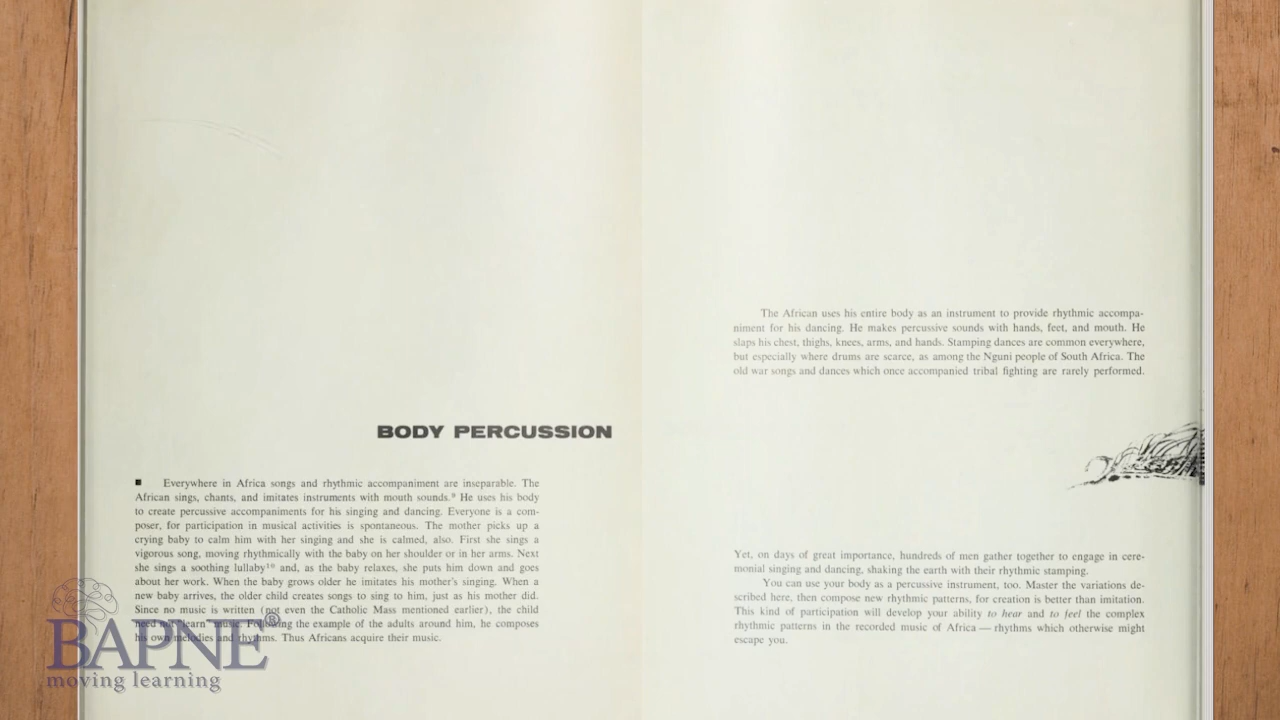 BODY PERCUSSION
■ Everywhere in Africa songs and rhythmic accompaniment are inseparable. The
African sings, chants, and imitates instruments with mouth sounds.⁹ He uses his body
to create percussive accompaniments for his singing and dancing. Everyone is a com-
poser, for participation in musical activities is spontaneous. The mother picks up a
crying baby to calm him with her singing and she is calmed, also. First she sings a
vigorous song, moving rhythmically with the baby on her shoulder or in her arms. Next
she sings a soothing lullaby¹⁰ and, as the baby relaxes, she puts him down and goes
about her work. When the baby grows older he imitates his mother's singing. When a
new baby arrives, the older child creates songs to sing to him, just as his mother did.
Since no music is written (not even the Catholic Mass mentioned earlier), the child
need not "learn" music. Following the example of the adults around him, he composes
his own melodies and rhythms. Thus Africans acquire their music.
BAPNE®
moving learning
The African uses his entire body as an instrument to provide rhythmic accompa-
niment for his dancing. He makes percussive sounds with hands, feet, and mouth. He
slaps his chest, thighs, knees, arms, and hands. Stamping dances are common everywhere,
but especially where drums are scarce, as among the Nguni people of South Africa. The
old war songs and dances which once accompanied tribal fighting are rarely performed.
Yet, on days of great importance, hundreds of men gather together to engage in cere-
monial singing and dancing, shaking the earth with their rhythmic stamping.
You can use your body as a percussive instrument, too. Master the variations de-
scribed here, then compose new rhythmic patterns, for creation is better than imitation.
This kind of participation will develop your ability to hear and to feel the complex
rhythmic patterns in the recorded music of Africa — rhythms which otherwise might
escape you.